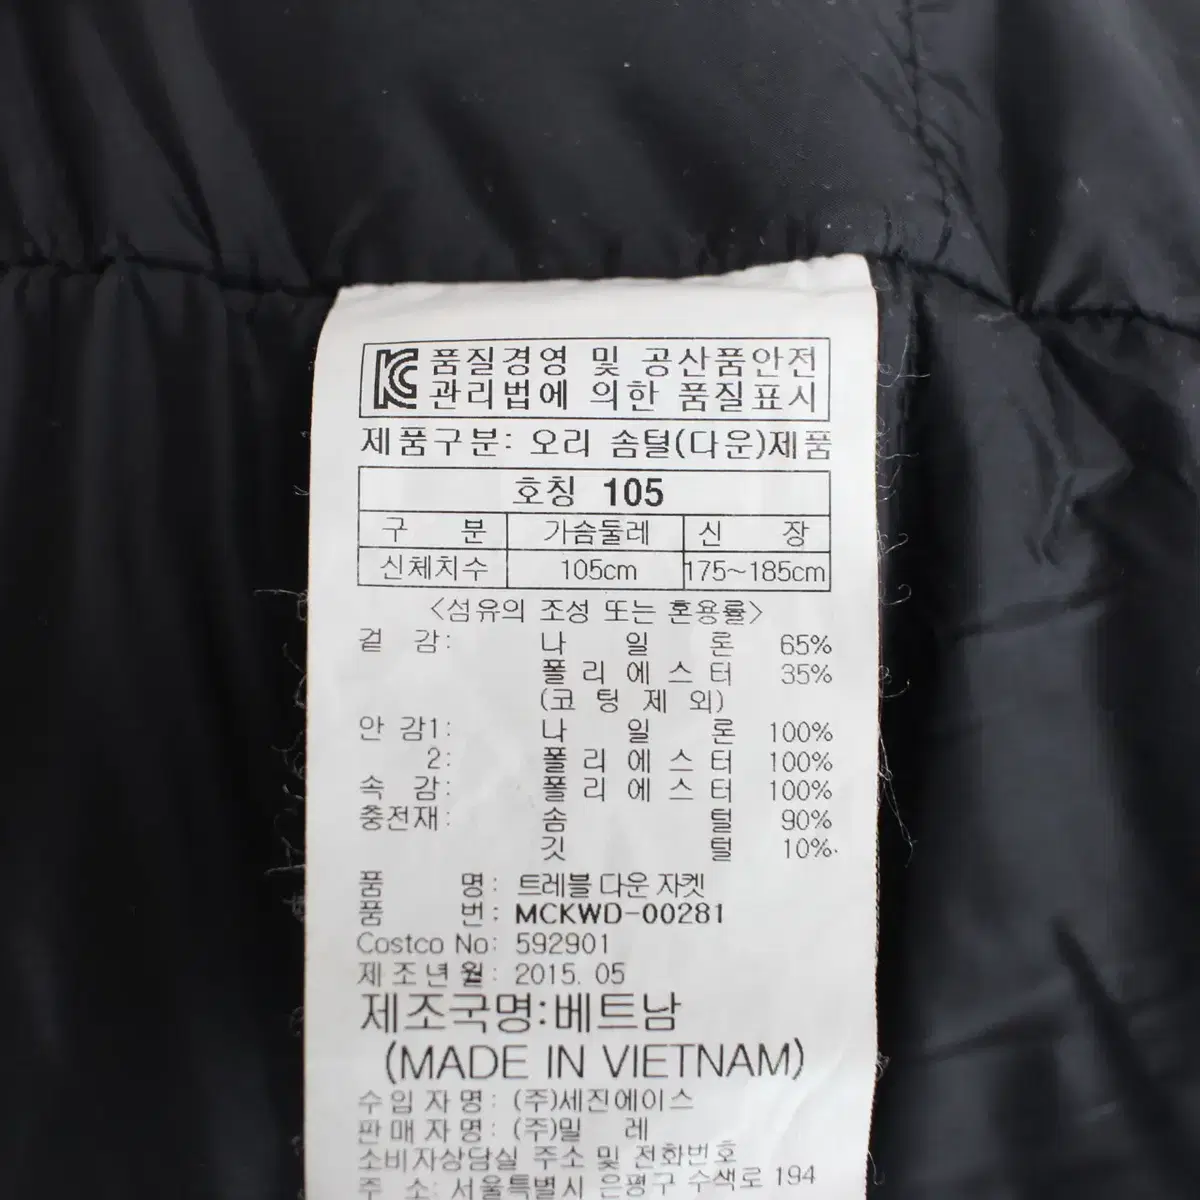 KC 품질경영 및 공산품안전
관리법에 의한 품질표시
제품구분: 오리 솜털(다운)제품
호칭 105
구 분 가슴둘레 신 장
신체치수 105cm 175~185cm
<섬유의 조성 또는 혼용률>
겉 감: 나 일 론 65%
폴 리 에 스 터 35%
(코 팅 제 외)
안 감1: 나 일 론 100%
2: 폴 리 에 스 터 100%
속 감: 폴 리 에 스 터 100%
충전재: 솜 털 90%
깃 털 10%
품 명: 트레블 다운 자켓
품 번: MCKWD-00281
Costco No: 592901
제조년월: 2015. 05
제조국명:베트남
(MADE IN VIETNAM)
수입 자명: (주)세진에이스
판매자명: (주)밀 레
소비자상담실 주소 및 전화번호
주 소: 서울특별시 은평구 수색로 194